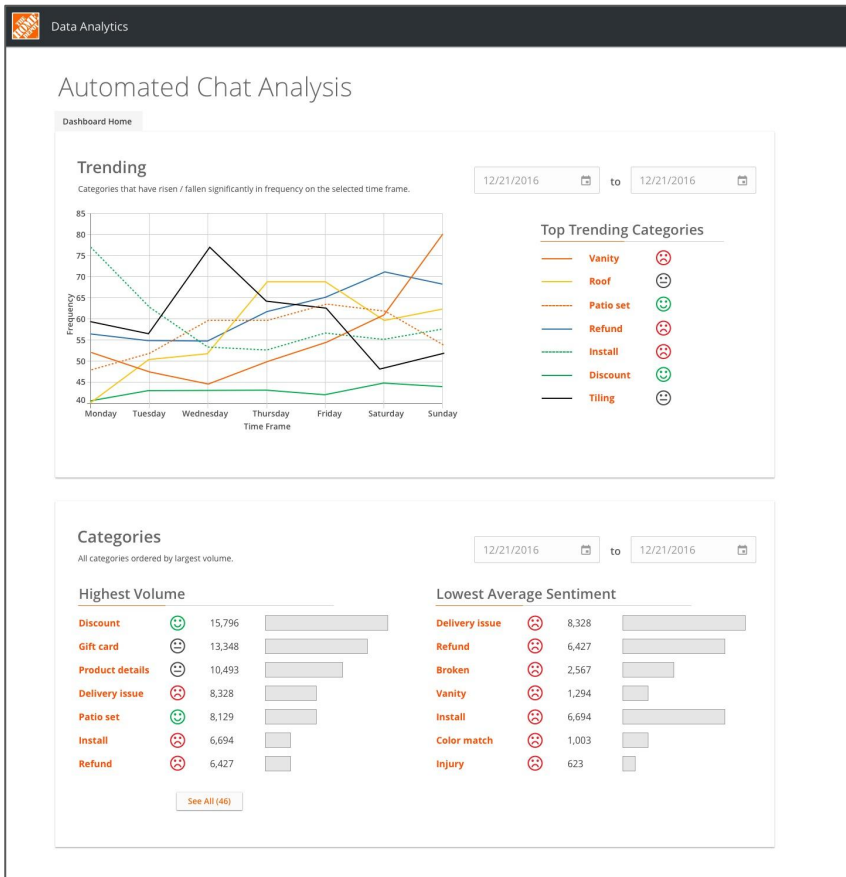 THE HOME DEPOT
Data Analytics
Automated Chat Analysis
Dashboard Home
Trending
Categories that have risen / fallen significantly in frequency on the selected time frame.
12/21/2016 to 12/21/2016
85
80
75
70
65
60
55
50
45
40
Frequency
Monday Tuesday Wednesday Thursday Friday Saturday Sunday
Time Frame
Top Trending Categories
Vanity
Roof
Patio set
Refund
Install
Discount
Tiling
Categories
All categories ordered by largest volume.
12/21/2016 to 12/21/2016
Highest Volume
Discount 15,796
Gift card 13,348
Product details 10,493
Delivery issue 8,328
Patio set 8,129
Install 6,694
Refund 6,427
See All (46)
Lowest Average Sentiment
Delivery issue 8,328
Refund 6,427
Broken 2,567
Vanity 1,294
Install 6,694
Color match 1,003
Injury 623